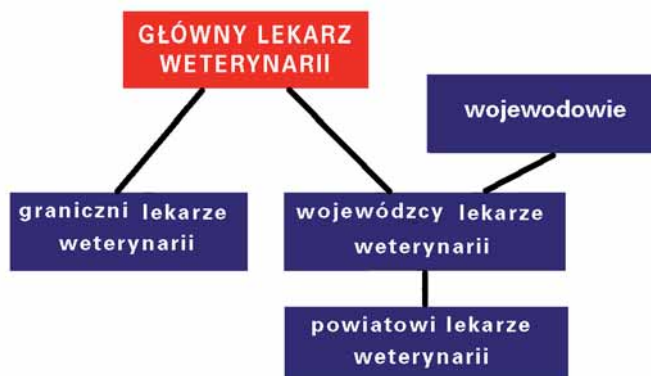 GŁÓWNY LEKARZ
WETERYNARII
wojewodowie
graniczni lekarze
weterynarii
wojewódzcy lekarze
weterynarii
powiatowi lekarze
weterynarii